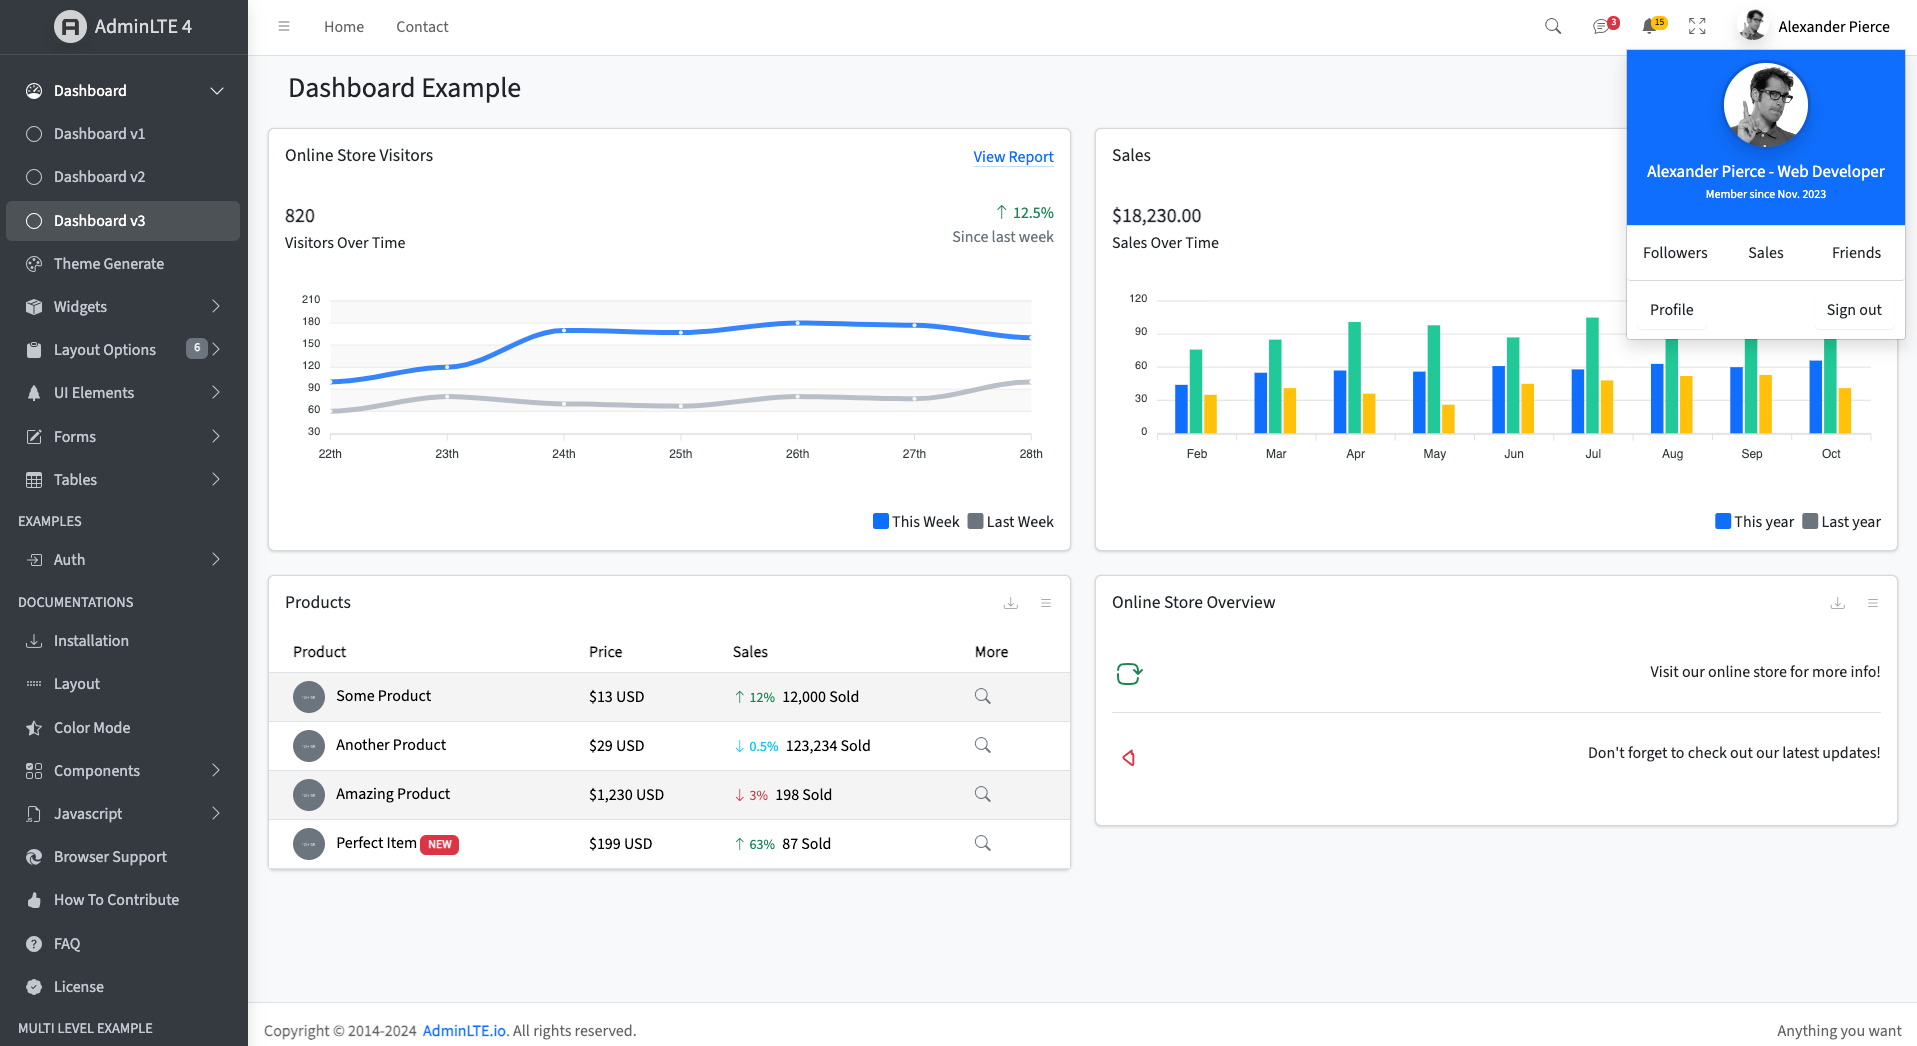 AdminLTE 4
Home
Contact
3
15
Alexander Pierce
Dashboard
Dashboard v1
Dashboard v2
Dashboard v3
Theme Generate
Widgets
Layout Options
6
UI Elements
Forms
Tables
EXAMPLES
Auth
DOCUMENTATIONS
Installation
Layout
Color Mode
Components
Javascript
Browser Support
How To Contribute
FAQ
License
MULTI LEVEL EXAMPLE
Dashboard Example
Online Store Visitors
View Report
820
Visitors Over Time
12.5%
Since last week
210
180
150
120
90
60
30
22th
23th
24th
25th
26th
27th
28th
This Week
Last Week
Sales
$18,230.00
Sales Over Time
120
90
60
30
0
Feb
Mar
Apr
May
Jun
Jul
Aug
Sep
Oct
This year
Last year
Alexander Pierce - Web Developer
Member since Nov. 2023
Followers
Sales
Friends
Profile
Sign out
Products
Product Price Sales More
Some Product $13 USD 12% 12,000 Sold
Another Product $29 USD 0.5% 123,234 Sold
Amazing Product $1,230 USD 3% 198 Sold
Perfect Item NEW $199 USD 63% 87 Sold
Online Store Overview
Visit our online store for more info!
Don't forget to check out our latest updates!
Copyright © 2014-2024 AdminLTE.io. All rights reserved.
Anything you want